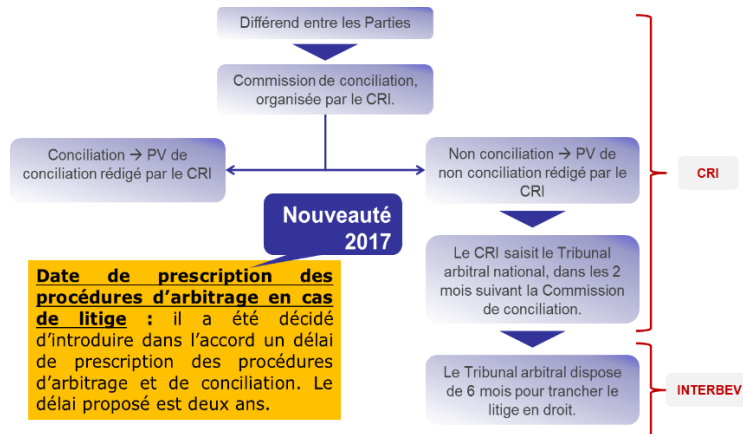 Différend entre les Parties
Commission de conciliation,
organisée par le CRI.
Conciliation → PV de
conciliation rédigé par le CRI
Non conciliation → PV de
non conciliation rédigé par le
CRI
CRI
Nouveauté
2017
Le CRI saisit le Tribunal
arbitral national, dans les 2
mois suivant la Commission
de conciliation.
Date de prescription des
procédures d’arbitrage en cas
de litige : il a été décidé
d’introduire dans l’accord un délai
de prescription des procédures
d’arbitrage et de conciliation. Le
délai proposé est deux ans.
Le Tribunal arbitral dispose
de 6 mois pour trancher le
litige en droit.
INTERBEV